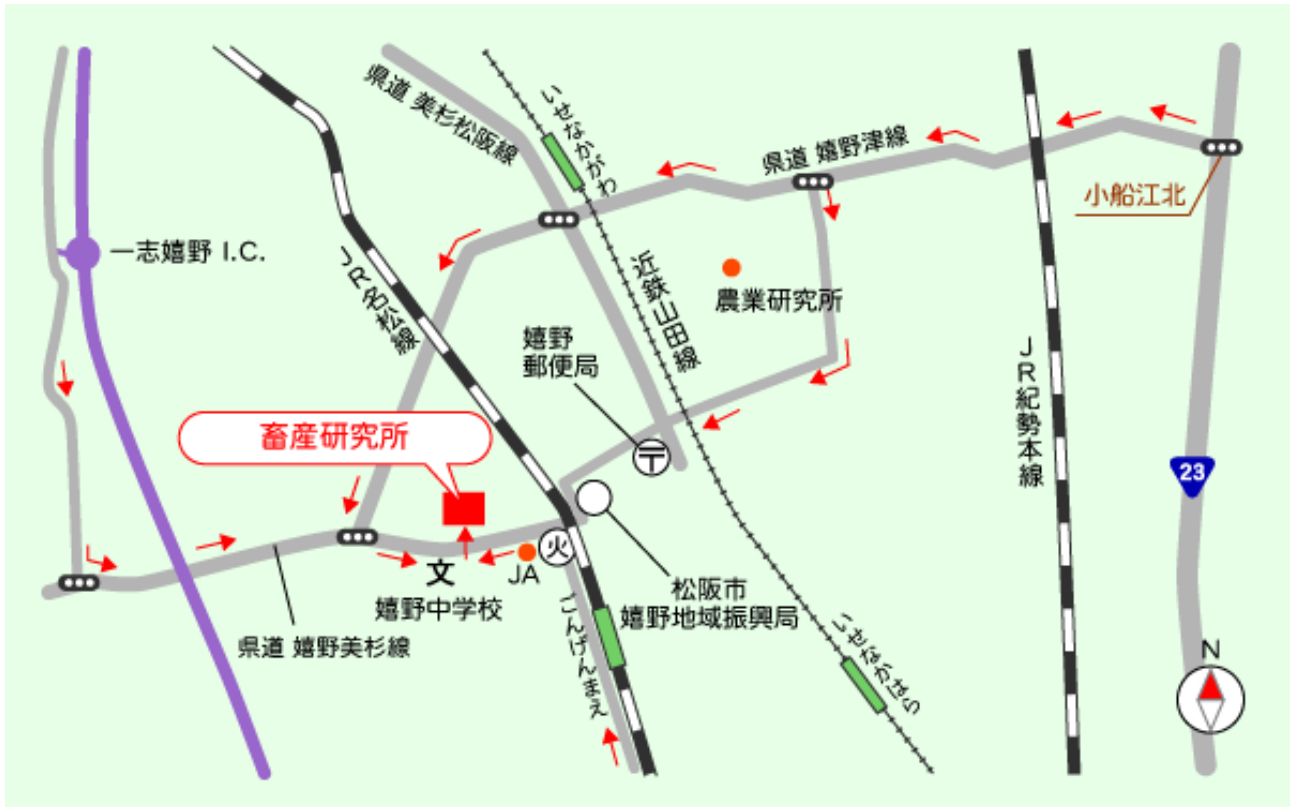 県道 美杉松阪線
いせなかがわ
県道 嬉野津線
小船江北
一志嬉野 I.C.
JR名松線
近鉄山田線
農業研究所
嬉野
郵便局
JR紀勢本線
畜産研究所
〒
23
火
文
JA
嬉野中学校
松阪市
嬉野地域振興局
県道 嬉野美杉線
ごんげんまえ
いせなかはら
N